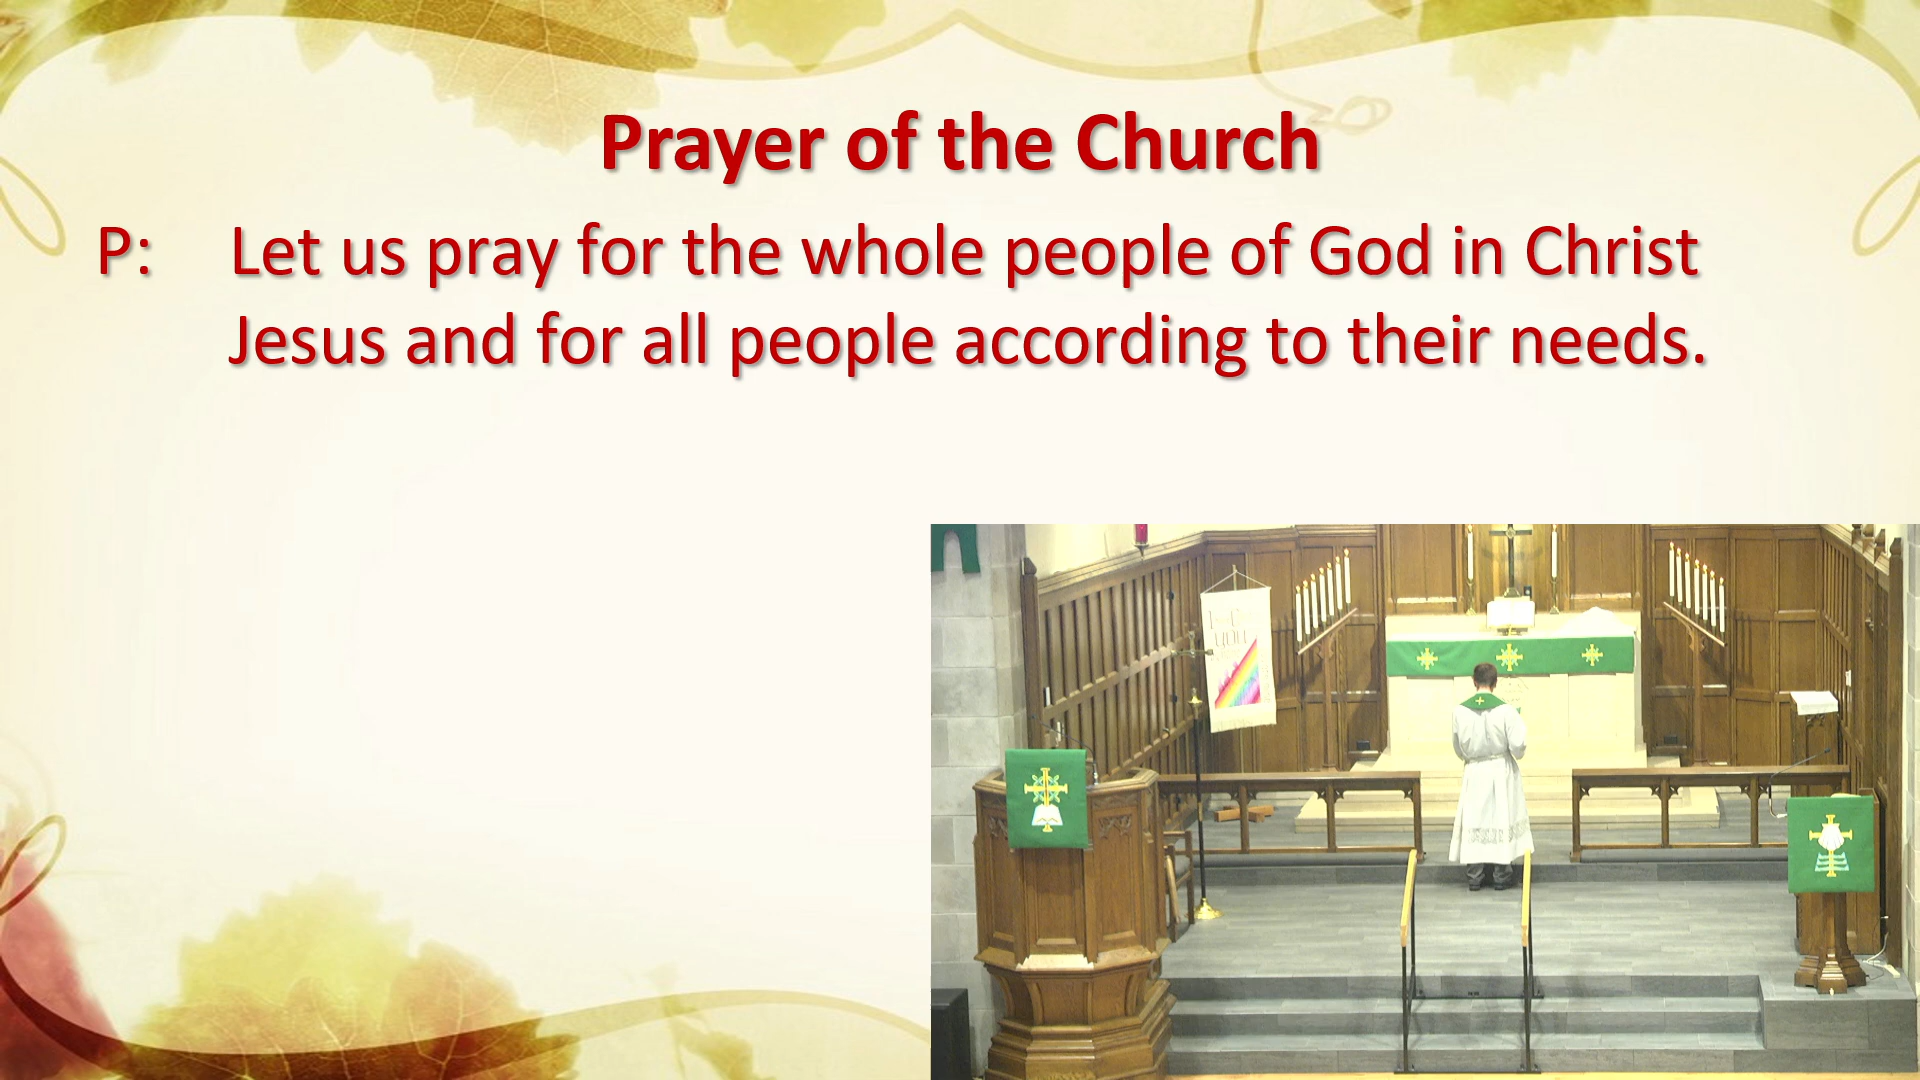 Prayer of the Church
P: Let us pray for the whole people of God in Christ
Jesus and for all people according to their needs.